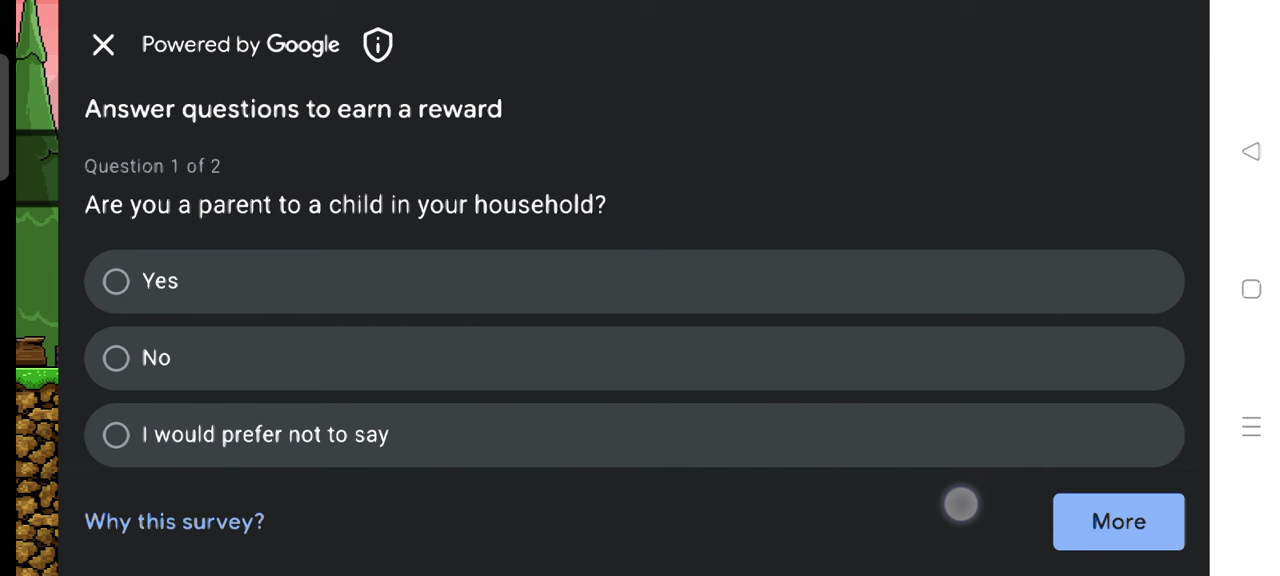 Powered by Google
Answer questions to earn a reward
Question 1 of 2
Are you a parent to a child in your household?
Yes
No
I would prefer not to say
Why this survey?
More